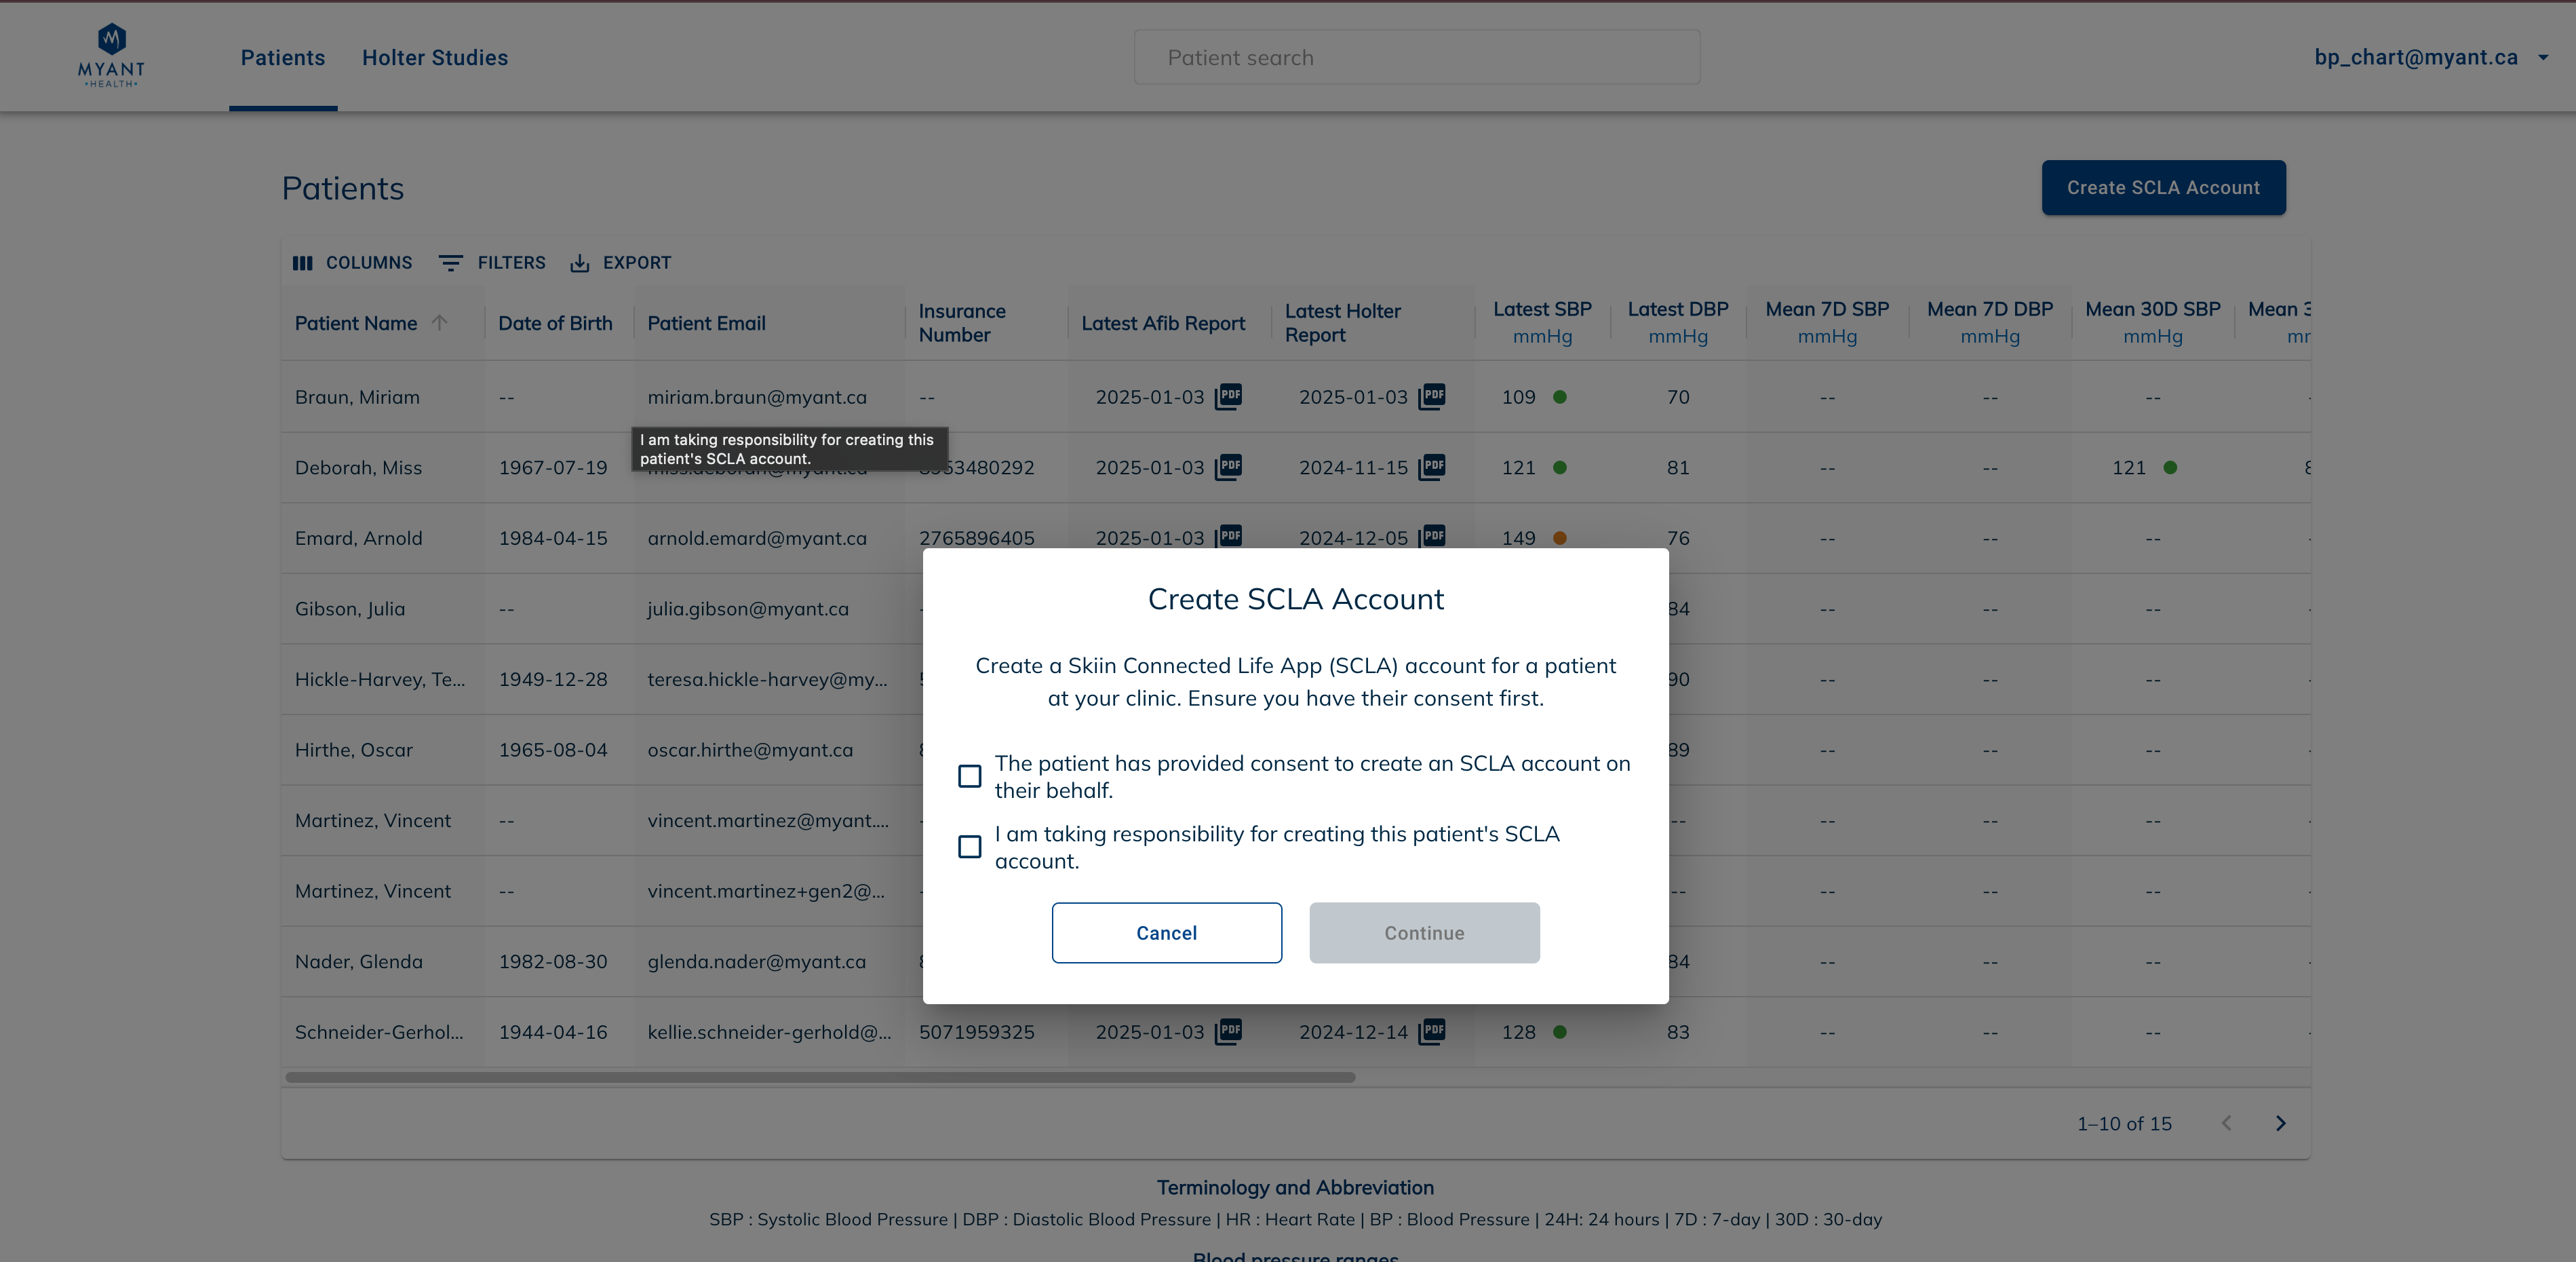 MYANT
HEALTH
Patients
Holter Studies
Patient search
bp_chart@myant.ca
Patients
Create SCLA Account
COLUMNS
FILTERS
EXPORT
Patient Name Date of Birth Patient Email Insurance Number Latest Afib Report Latest Holter Report Latest SBP mmHg Latest DBP mmHg Mean 7D SBP mmHg Mean 7D DBP mmHg Mean 30D SBP mmHg Mean
Braun, Miriam -- miriam.braun@myant.ca -- 2025-01-03 PDF 2025-01-03 PDF 109 70 -- -- --
I am taking responsibility for creating this
patient's SCLA account.
Deborah, Miss 1967-07-19 2025-01-03 PDF 2024-11-15 PDF 121 81 -- -- 121
Emard, Arnold 1984-04-15 arnold.emard@myant.ca 2765896405 2025-01-03 PDF 2024-12-05 PDF 149 76 -- -- --
Gibson, Julia -- julia.gibson@myant.ca 84 -- -- --
Hickle-Harvey, Te... 1949-12-28 teresa.hickle-harvey@my... 90 -- -- --
Hirthe, Oscar 1965-08-04 oscar.hirthe@myant.ca 89 -- -- --
Martinez, Vincent -- vincent.martinez@myant.... -- -- -- --
Martinez, Vincent -- vincent.martinez+gen2@... -- -- -- --
Nader, Glenda 1982-08-30 glenda.nader@myant.ca 84 -- -- --
Schneider-Gerhol... 1944-04-16 kellie.schneider-gerhold@... 5071959325 2025-01-03 PDF 2024-12-14 PDF 128 83 -- -- --
Create SCLA Account
Create a Skiin Connected Life App (SCLA) account for a patient
at your clinic. Ensure you have their consent first.
The patient has provided consent to create an SCLA account on
their behalf.
I am taking responsibility for creating this patient's SCLA
account.
Cancel
Continue
1–10 of 15
Terminology and Abbreviation
SBP : Systolic Blood Pressure | DBP : Diastolic Blood Pressure | HR : Heart Rate | BP : Blood Pressure | 24H: 24 hours | 7D : 7-day | 30D : 30-day
Blood pressure ranges